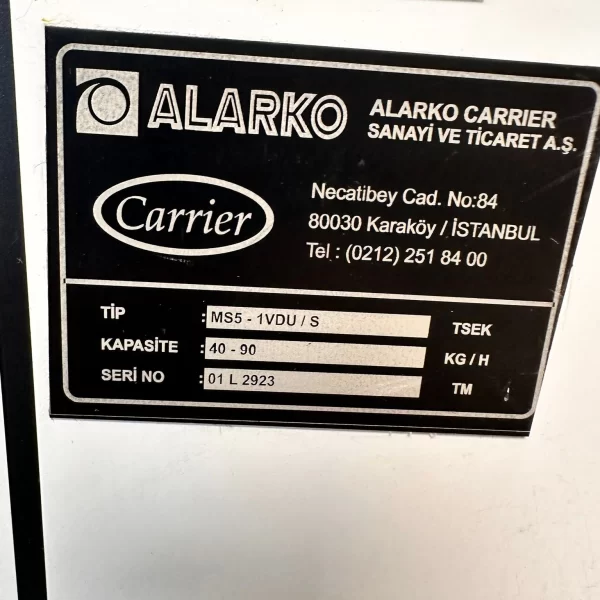 ALARKO
ALARKO CARRIER
SANAYİ VE TİCARET A.Ş.
Carrier
Necatibey Cad. No:84
80030 Karaköy / İSTANBUL
Tel : (0212) 251 84 00
TİP : MS5 - 1VDU / S TSEK
KAPASİTE : 40 - 90 KG / H
SERİ NO : 01 L 2923 TM